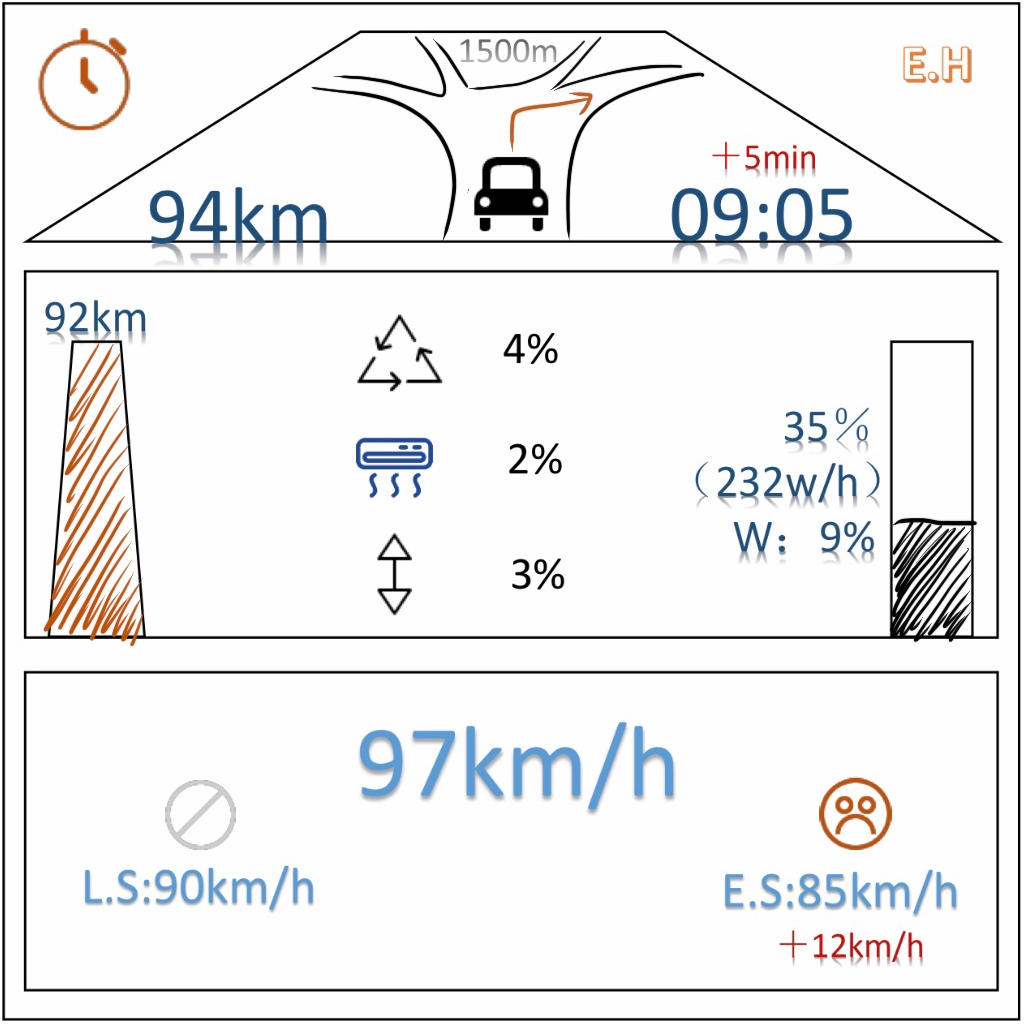 1500m
E.H
+5min
94km
09:05
92km
4%
2%
3%
35%
(232w/h)
W: 9%
97km/h
L.S:90km/h
E.S:85km/h
+12km/h